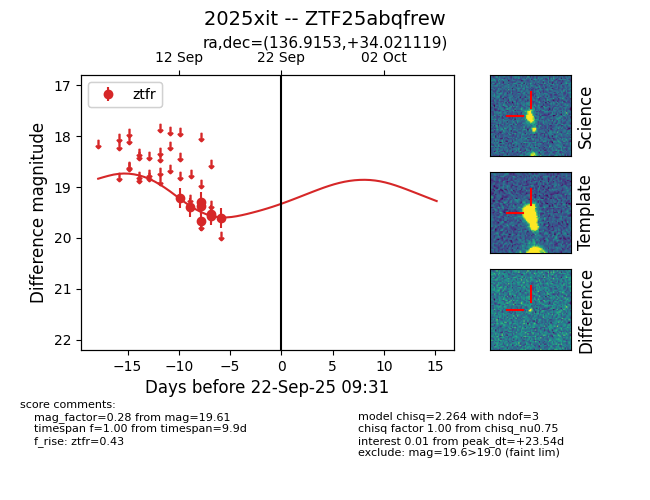 2025xit -- ZTF25abqfrew
ra,dec=(136.9153,+34.021119)
12 Sep
22 Sep
02 Oct
ztfr
17
18
19
20
21
22
Difference magnitude
−15
−10
−5
0
5
10
15
Days before 22-Sep-25 09:31
Science
Template
Difference
score comments:
mag_factor=0.28 from mag=19.61
timespan f=1.00 from timespan=9.9d
f_rise: ztfr=0.43
model chisq=2.264 with ndof=3
chisq factor 1.00 from chisq_nu0.75
interest 0.01 from peak_dt=+23.54d
exclude: mag=19.6>19.0 (faint lim)